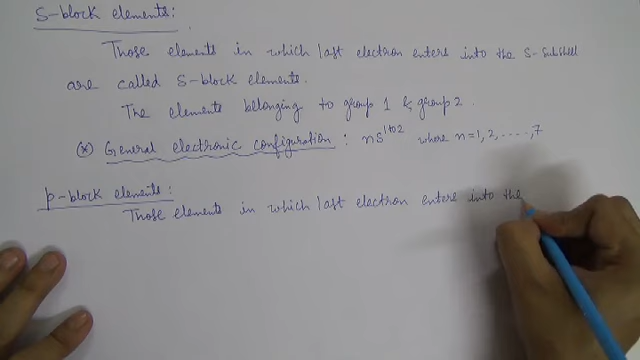 S-block elements:
Those elements in which last electron enters into the S-Subshell
are called S-block elements.
The elements belonging to group 1 & group 2.
(*) General electronic configuration : ns^1 to 2 where n=1, 2, ....., 7
p-block elements:
Those elements in which last electron enters into the